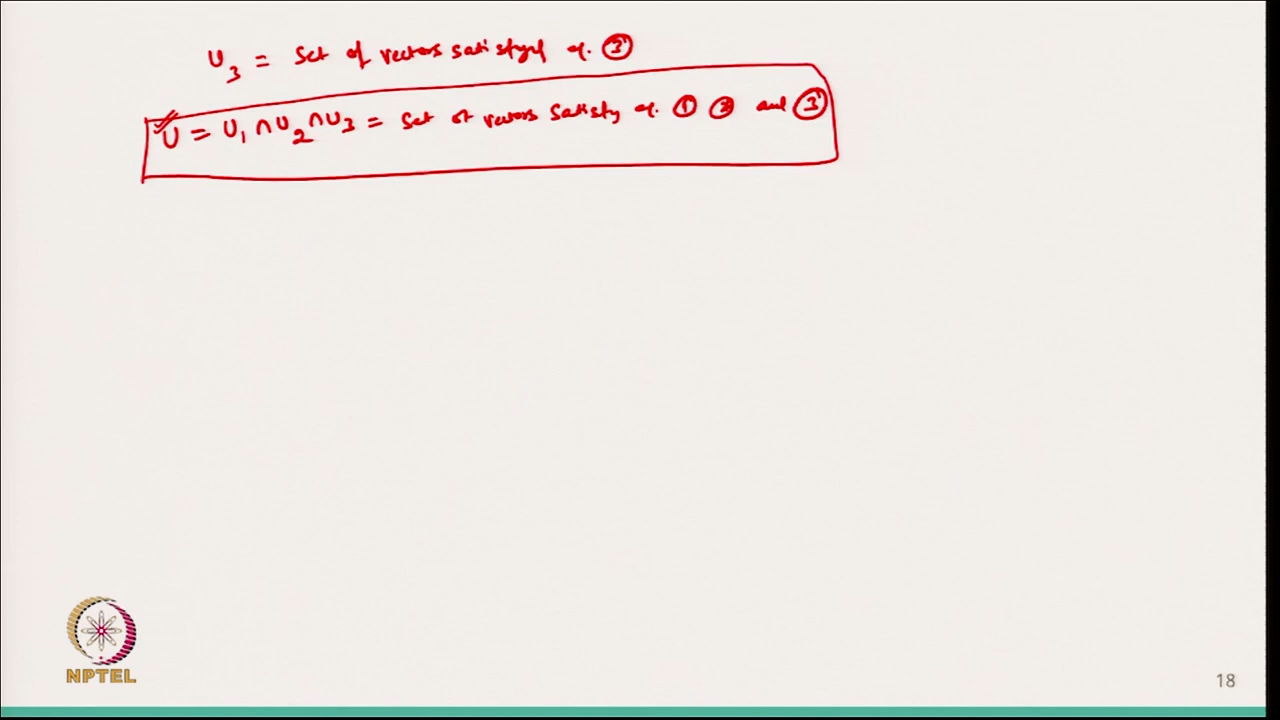 U₃ = Set of vectors satisfying eq. ③
U = U₁ ∩ U₂ ∩ U₃ = Set of vectors satisfy eq. ① ② and ③
NPTEL
18